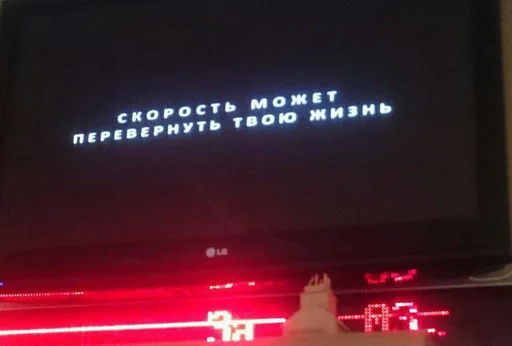 СКОРОСТЬ МОЖЕТ
ПЕРЕВЕРНУТЬ ТВОЮ ЖИЗНЬ
LG